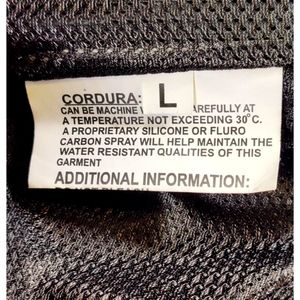 CORDURA: L
CAN BE MACHINE AREFULLY AT
A TEMPERATURE NOT EXCEEDING 30°C.
A PROPRIETARY SILICONE OR FLURO
CARBON SPRAY WILL HELP MAINTAIN THE
WATER RESISTANT QUALITIES OF THIS
GARMENT
ADDITIONAL INFORMATION: